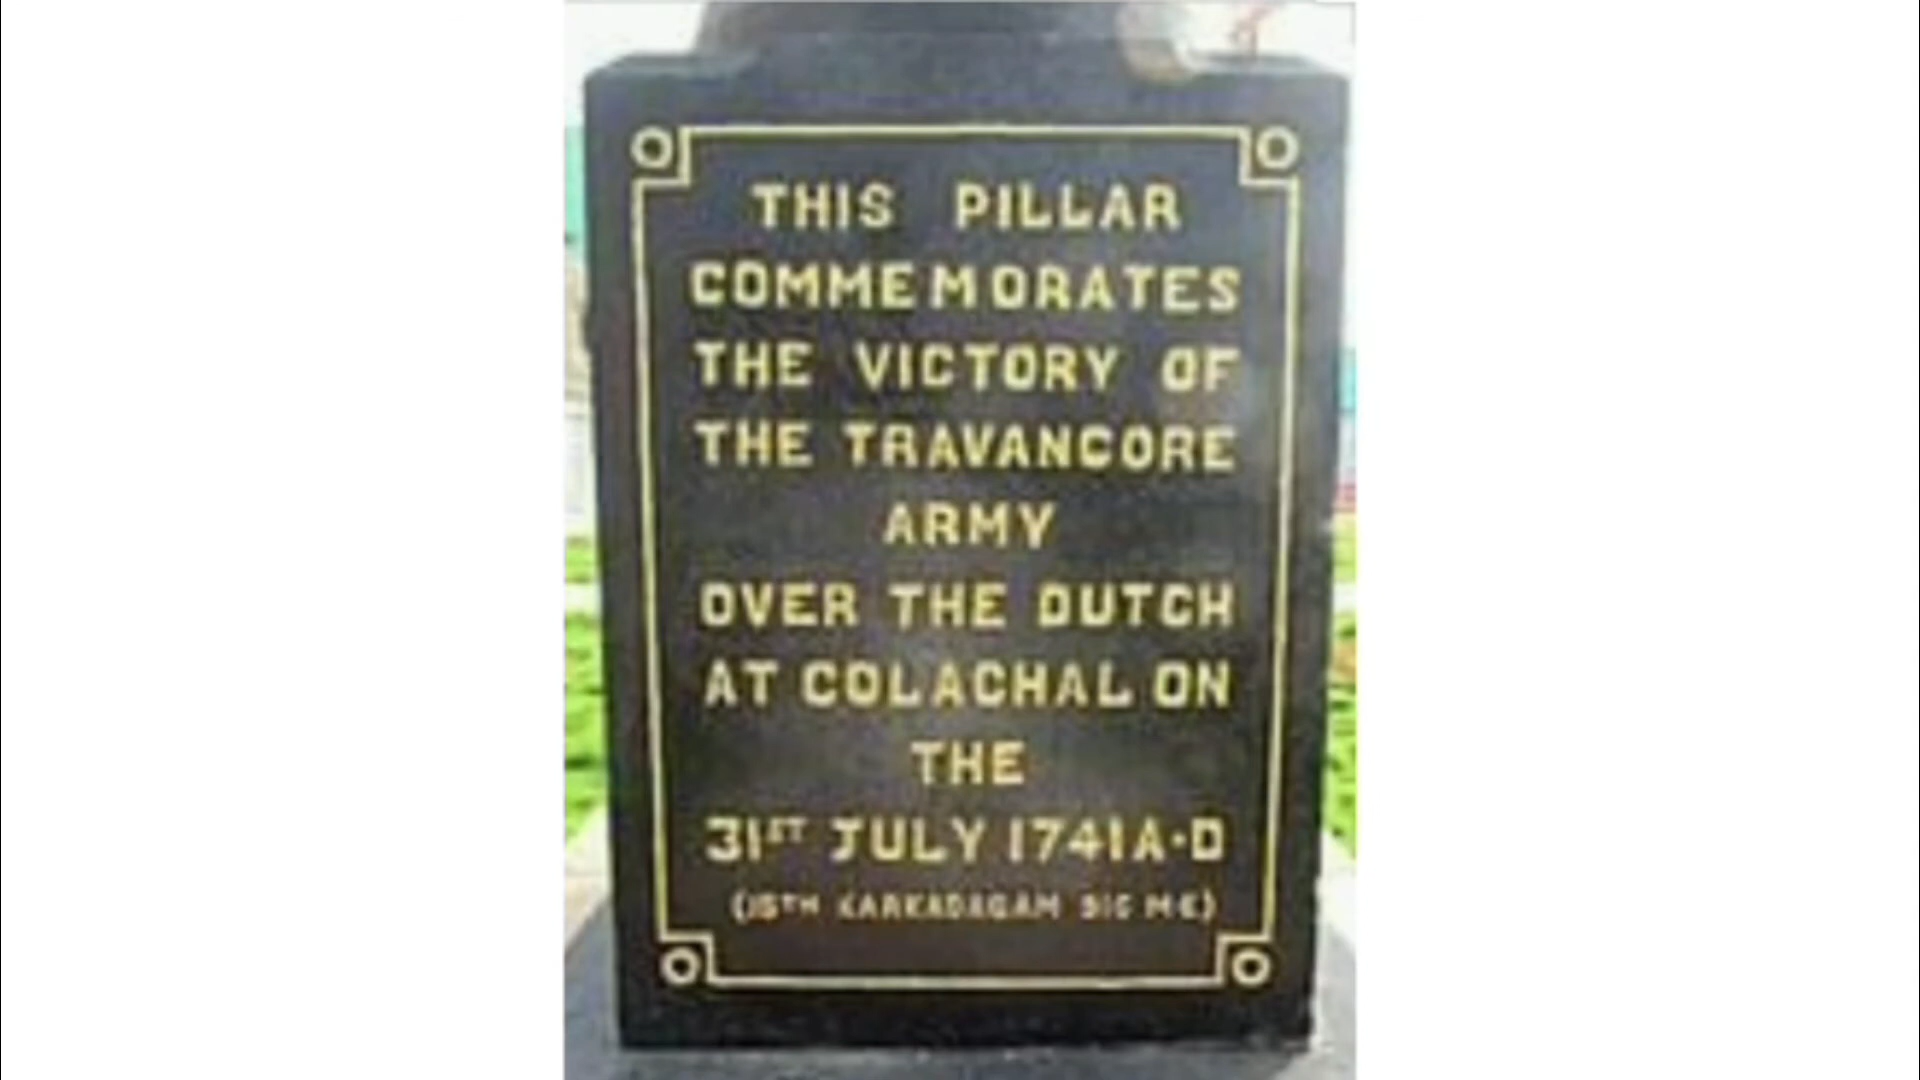 THIS PILLAR
COMMEMORATES
THE VICTORY OF
THE TRAVANCORE
ARMY
OVER THE DUTCH
AT COLACHAL ON
THE
31ST JULY 1741A·D
(15TH KARKADAGAM 916 M·E)